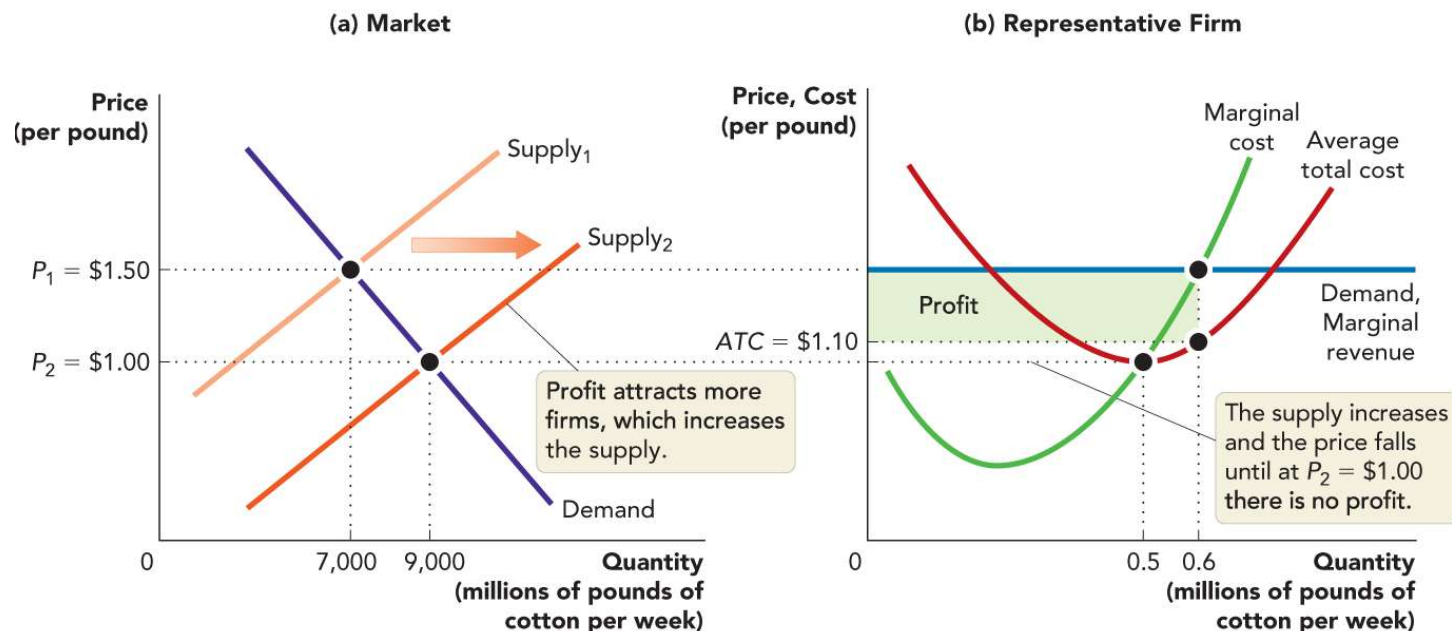 (a) Market
Price
(per pound)
Supply₁
Supply₂
P₁ = $1.50
P₂ = $1.00
Profit attracts more
firms, which increases
the supply.
Demand
0
7,000
9,000
Quantity
(millions of pounds of
cotton per week)
(b) Representative Firm
Price, Cost
(per pound)
Marginal
cost
Average
total cost
Profit
Demand,
Marginal
revenue
ATC = $1.10
The supply increases
and the price falls
until at P₂ = $1.00
there is no profit.
0
0.5
0.6
Quantity
(millions of pounds of
cotton per week)